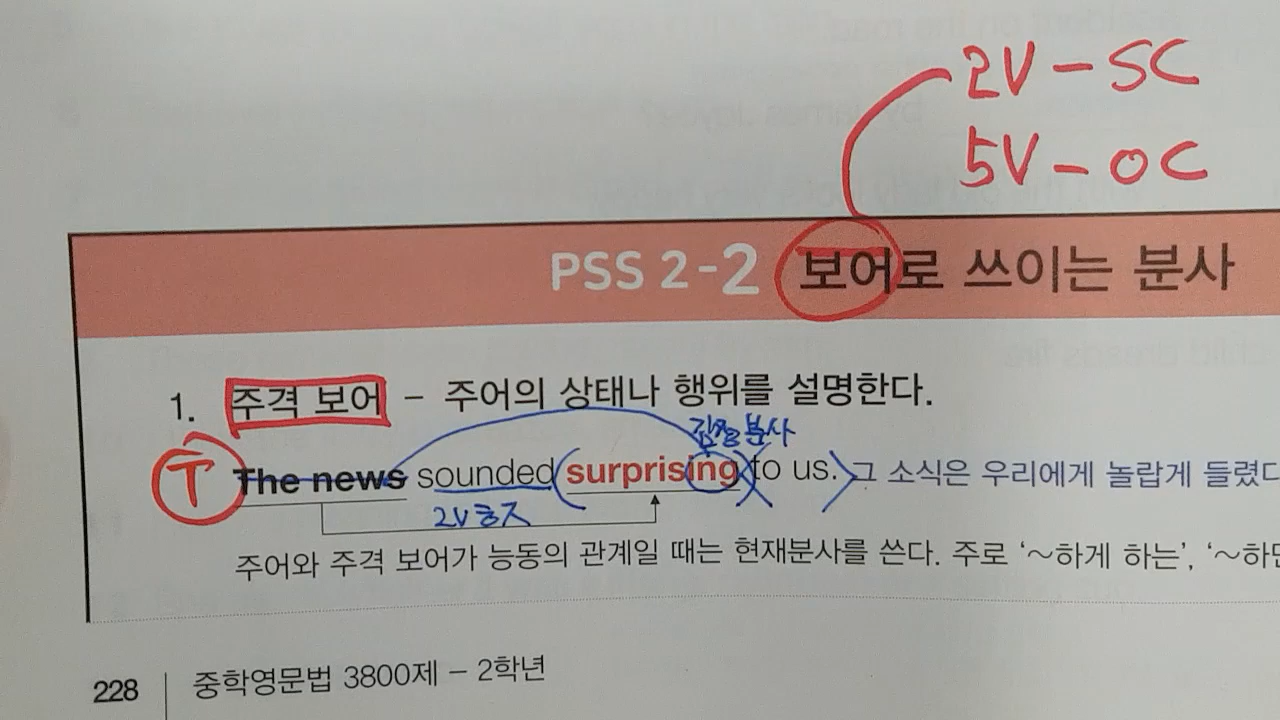 2V - SC
5V - OC
PSS 2-2 보어로 쓰이는 분사
1. 주격 보어 - 주어의 상태나 행위를 설명한다.
감정분사
T The news sounded (surprising) to us. 그 소식은 우리에게 놀랍게 들렸다
2V
주어와 주격 보어가 능동의 관계일 때는 현재분사를 쓴다. 주로 '~하게 하는', '~하
228 중학영문법 3800제 - 2학년